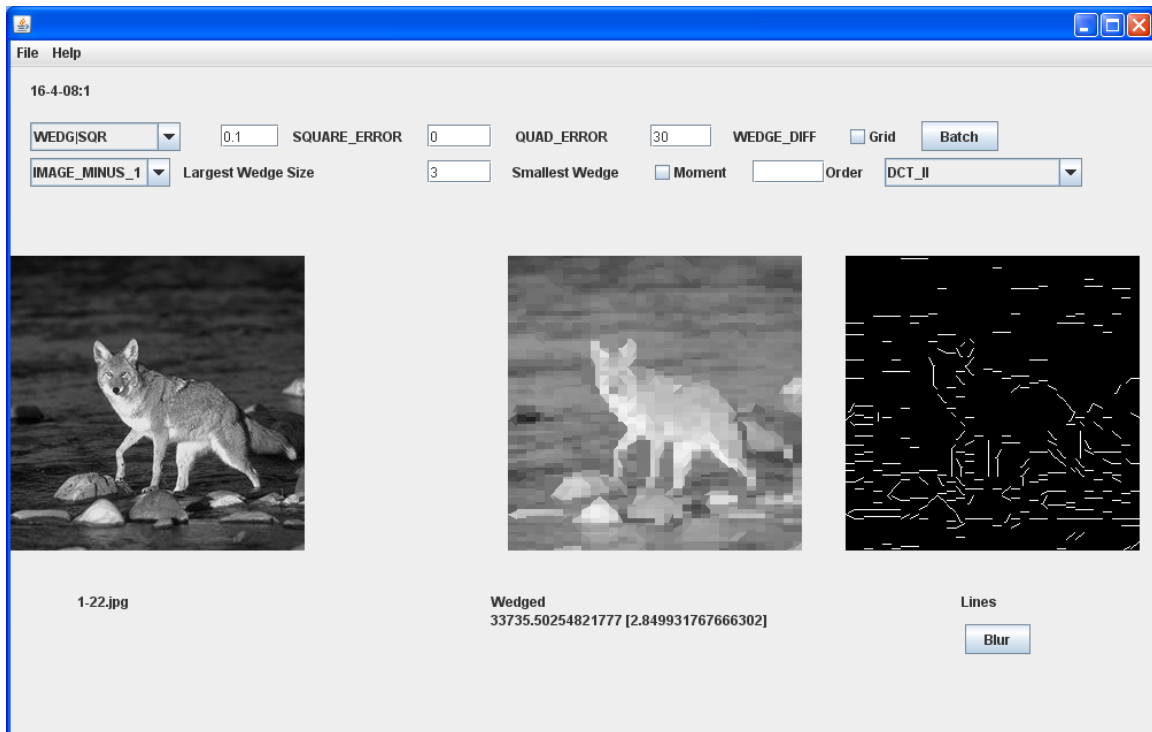 File Help
16-4-08:1
WEDG|SQR 0.1 SQUARE_ERROR 0 QUAD_ERROR 30 WEDGE_DIFF Grid Batch
IMAGE_MINUS_1 Largest Wedge Size 3 Smallest Wedge Moment Order DCT_II
1-22.jpg Wedged Lines
33735.50254821777 [2.849931767666302]
Blur